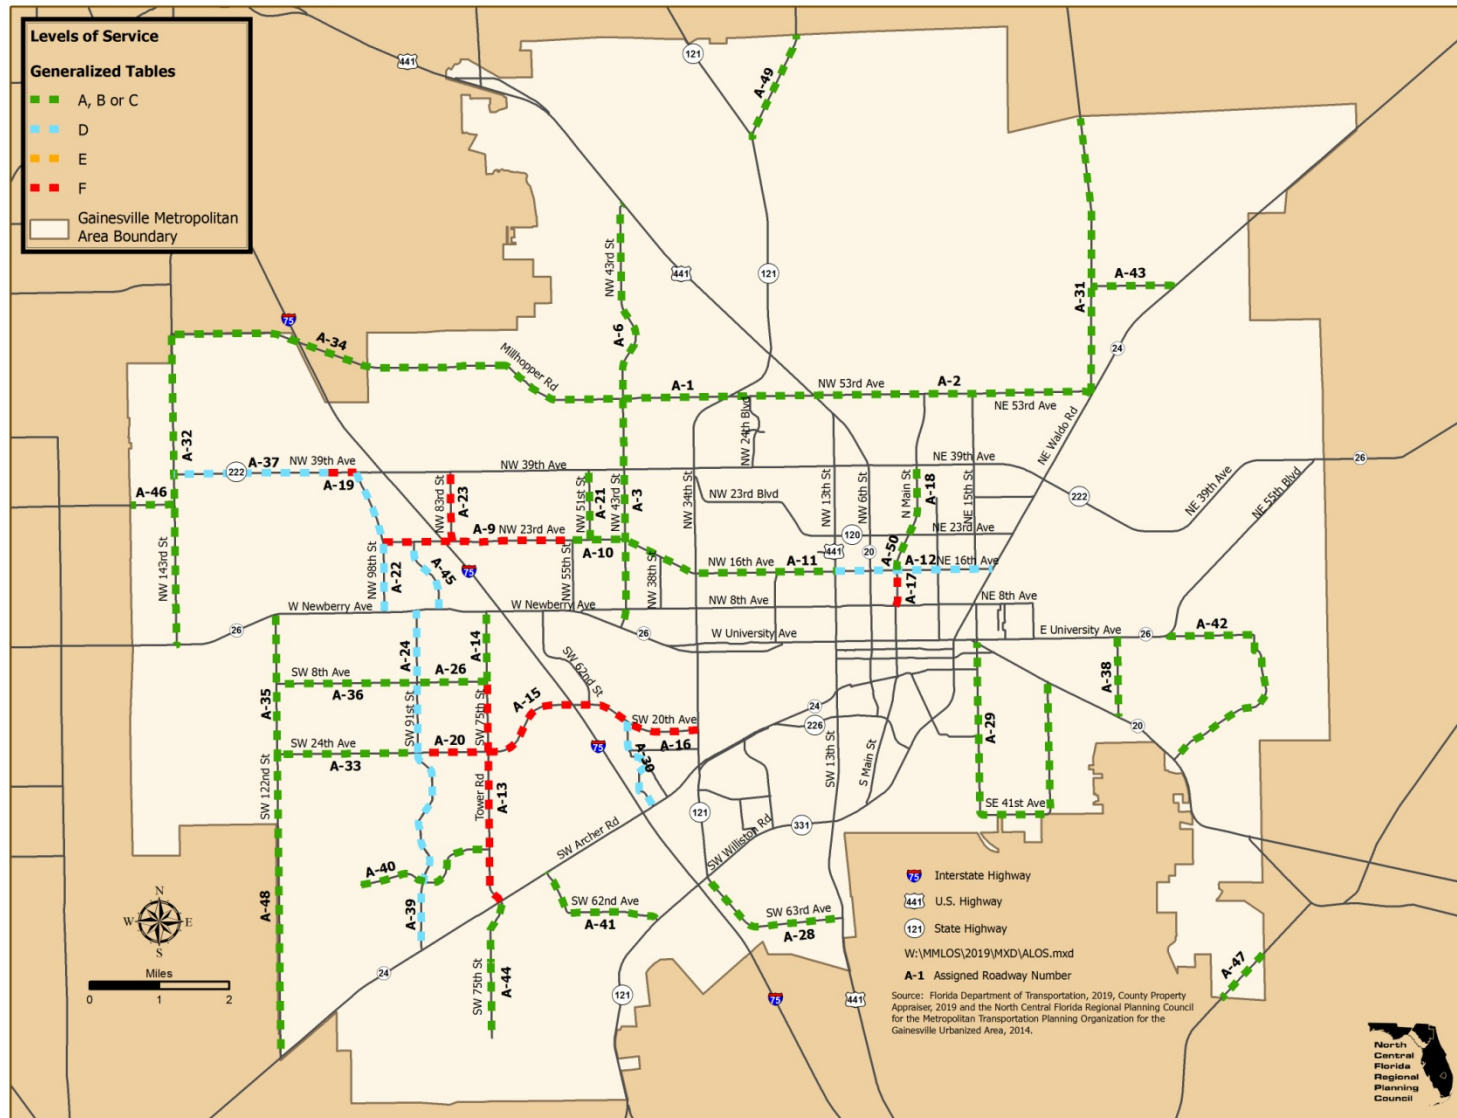 Levels of Service
Generalized Tables
A, B or C
D
E
F
Gainesville Metropolitan
Area Boundary
441
121
A-49
NW 43rd St
441
121
A-31
A-43
75
A-34
A-6
24
Millhopper Rd
A-1
NW 53rd Ave
A-2
NE 53rd Ave
NW 24th Blvd
NE Waldo Rd
A-32
A-37
222
NW 39th Ave
A-19
NW 39th Ave
NE 39th Ave
26
A-46
NW 83rd St
A-23
NW 51st St
A-21
NW 43rd St
A-3
NW 34th St
NW 23rd Blvd
NW 13th St
NW 6th St
N Main St
A-18
NE 15th St
222
NE 39th Ave
NE 55th Blvd
A-9
NW 23rd Ave
120
NE 23rd Ave
A-10
441
20
A-50
NW 143rd St
NW 98th St
A-22
A-45
75
NW 55th St
NW 38th St
NW 16th Ave
A-11
A-12
NE 16th Ave
A-17
W Newberry Ave
W Newberry Ave
NW 8th Ave
NE 8th Ave
26
26
W University Ave
E University Ave
26
A-42
A-24
A-14
SW 8th Ave
A-26
A-36
SW 62nd St
A-38
A-35
SW 91st St
SW 75th St
A-15
SW 20th Ave
24
226
A-29
20
SW 24th Ave
A-20
A-16
A-33
75
A-30
SW 122nd St
Tower Rd
A-13
SW 13th St
S Main St
SE 41st Ave
121
331
SW Archer Rd
SW Williston Rd
A-40
A-48
A-39
SW 62nd Ave
A-41
SW 63rd Ave
A-28
N
W
E
S
Miles
0
1
2
24
SW 75th St
A-44
121
75
441
A-47
75
Interstate Highway
441
U.S. Highway
121
State Highway
W:\MMLOS\2019\MXD\ALOS.mxd
A-1 Assigned Roadway Number
Source: Florida Department of Transportation, 2019, County Property
Appraiser, 2019 and the North Central Florida Regional Planning Council
for the Metropolitan Transportation Planning Organization for the
Gainesville Urbanized Area, 2014.
North
Central
Florida
Regional
Planning
Council